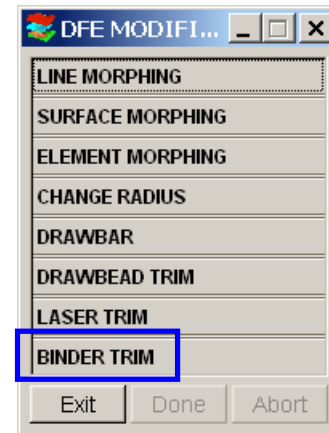 DFE MODIFI...
LINE MORPHING
SURFACE MORPHING
ELEMENT MORPHING
CHANGE RADIUS
DRAWBAR
DRAWBEAD TRIM
LASER TRIM
BINDER TRIM
Exit Done Abort